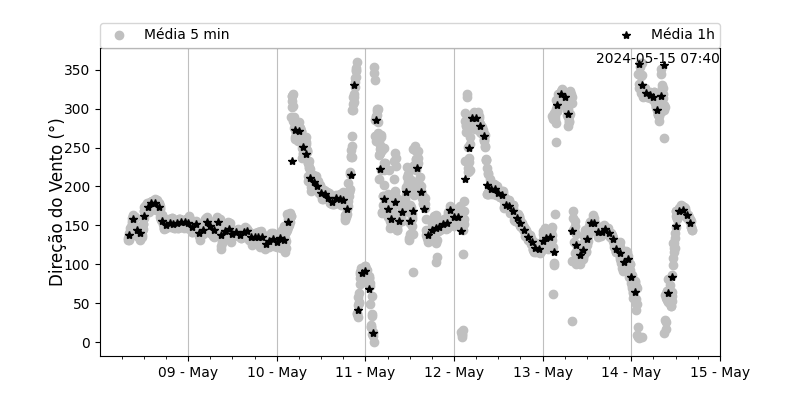 Média 5 min
Média 1h
2024-05-15 07:40
Direção do Vento (°)
350
300
250
200
150
100
50
0
09 - May
10 - May
11 - May
12 - May
13 - May
14 - May
15 - May